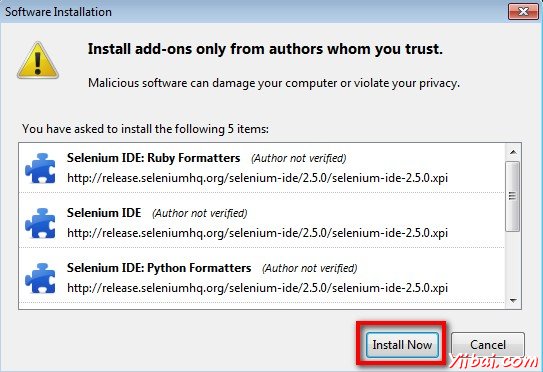 Software Installation
Install add-ons only from authors whom you trust.
Malicious software can damage your computer or violate your privacy.
You have asked to install the following 5 items:
Selenium IDE: Ruby Formatters (Author not verified)
http://release.seleniumhq.org/selenium-ide/2.5.0/selenium-ide-2.5.0.xpi
Selenium IDE (Author not verified)
http://release.seleniumhq.org/selenium-ide/2.5.0/selenium-ide-2.5.0.xpi
Selenium IDE: Python Formatters (Author not verified)
http://release.seleniumhq.org/selenium-ide/2.5.0/selenium-ide-2.5.0.xpi
Install Now Cancel
Yiibai.com